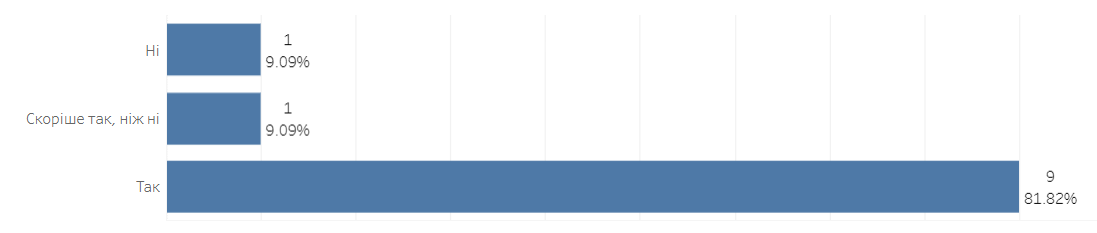 Ні
1
9.09%
Скоріше так, ніж ні
1
9.09%
Так
9
81.82%